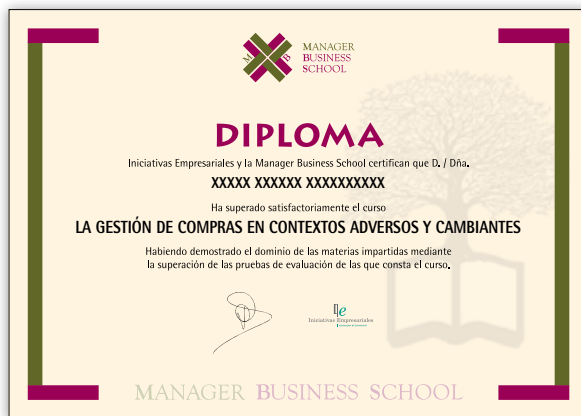 M B
MANAGER
BUSINESS
SCHOOL
DIPLOMA
Iniciativas Empresariales y la Manager Business School certifican que D. / Dña.
XXXXX XXXXXX XXXXXXXXXX
Ha superado satisfactoriamente el curso
LA GESTIÓN DE COMPRAS EN CONTEXTOS ADVERSOS Y CAMBIANTES
Habiendo demostrado el dominio de las materias impartidas mediante
la superación de las pruebas de evaluación de las que consta el curso.
Iniciativas Empresariales
MANAGER BUSINESS SCHOOL